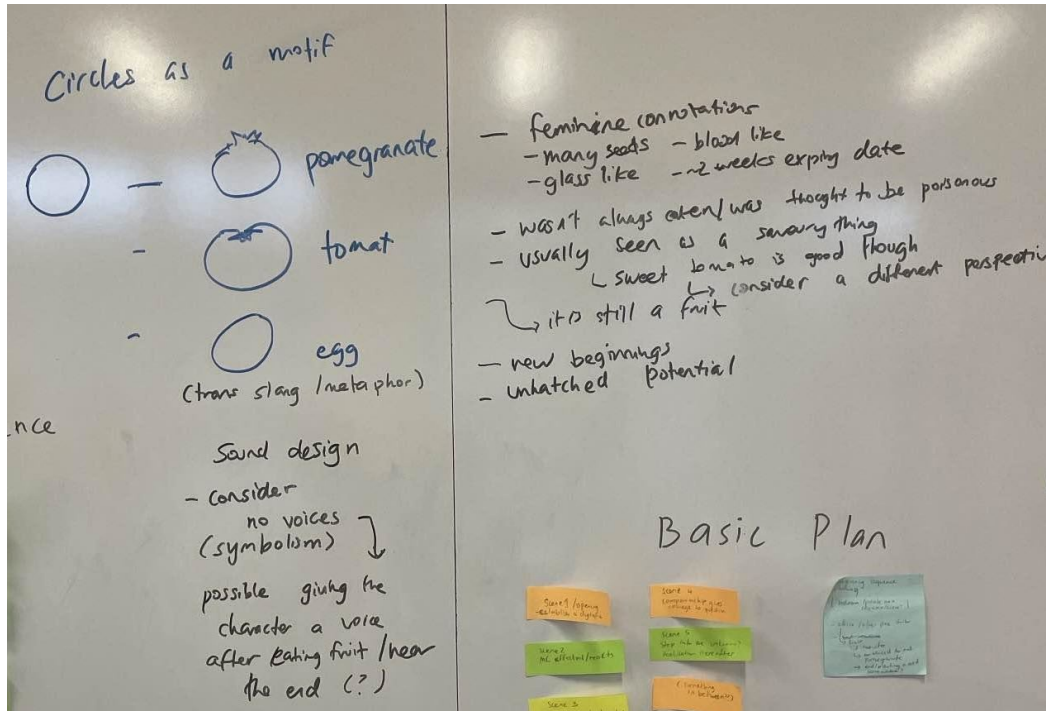 Circles as a motif
pomegranate
tomat
egg
(trans slang /metaphor)
nce
Sound design
- consider
no voices
(symbolism)
possible giving the
character a voice
after eating fruit /near
the end (?)
- feminine connotations
- many seeds - blood like
- glass like - ~2 weeks expiry date
- wasn't always eaten/was thought to be poisonous
- usually seen as a savoury thing
sweet tomato is good though
consider a different perspectiv
it is still a fruit
- new beginnings
- unhatched potential
Basic Plan
Scene 1 /opening
Scene 2
MC
Scene 3
Scene 4
Scene 5
(something